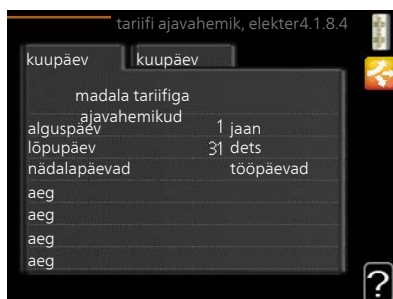 tariifi ajavahemik, elekter4.1.8.4
kuupäev kuupäev
madala tariifiga
ajavahemikud
alguspäev 1 jaan
lõpupäev 31 dets
nädalapäevad tööpäevad
aeg
aeg
aeg
aeg
?